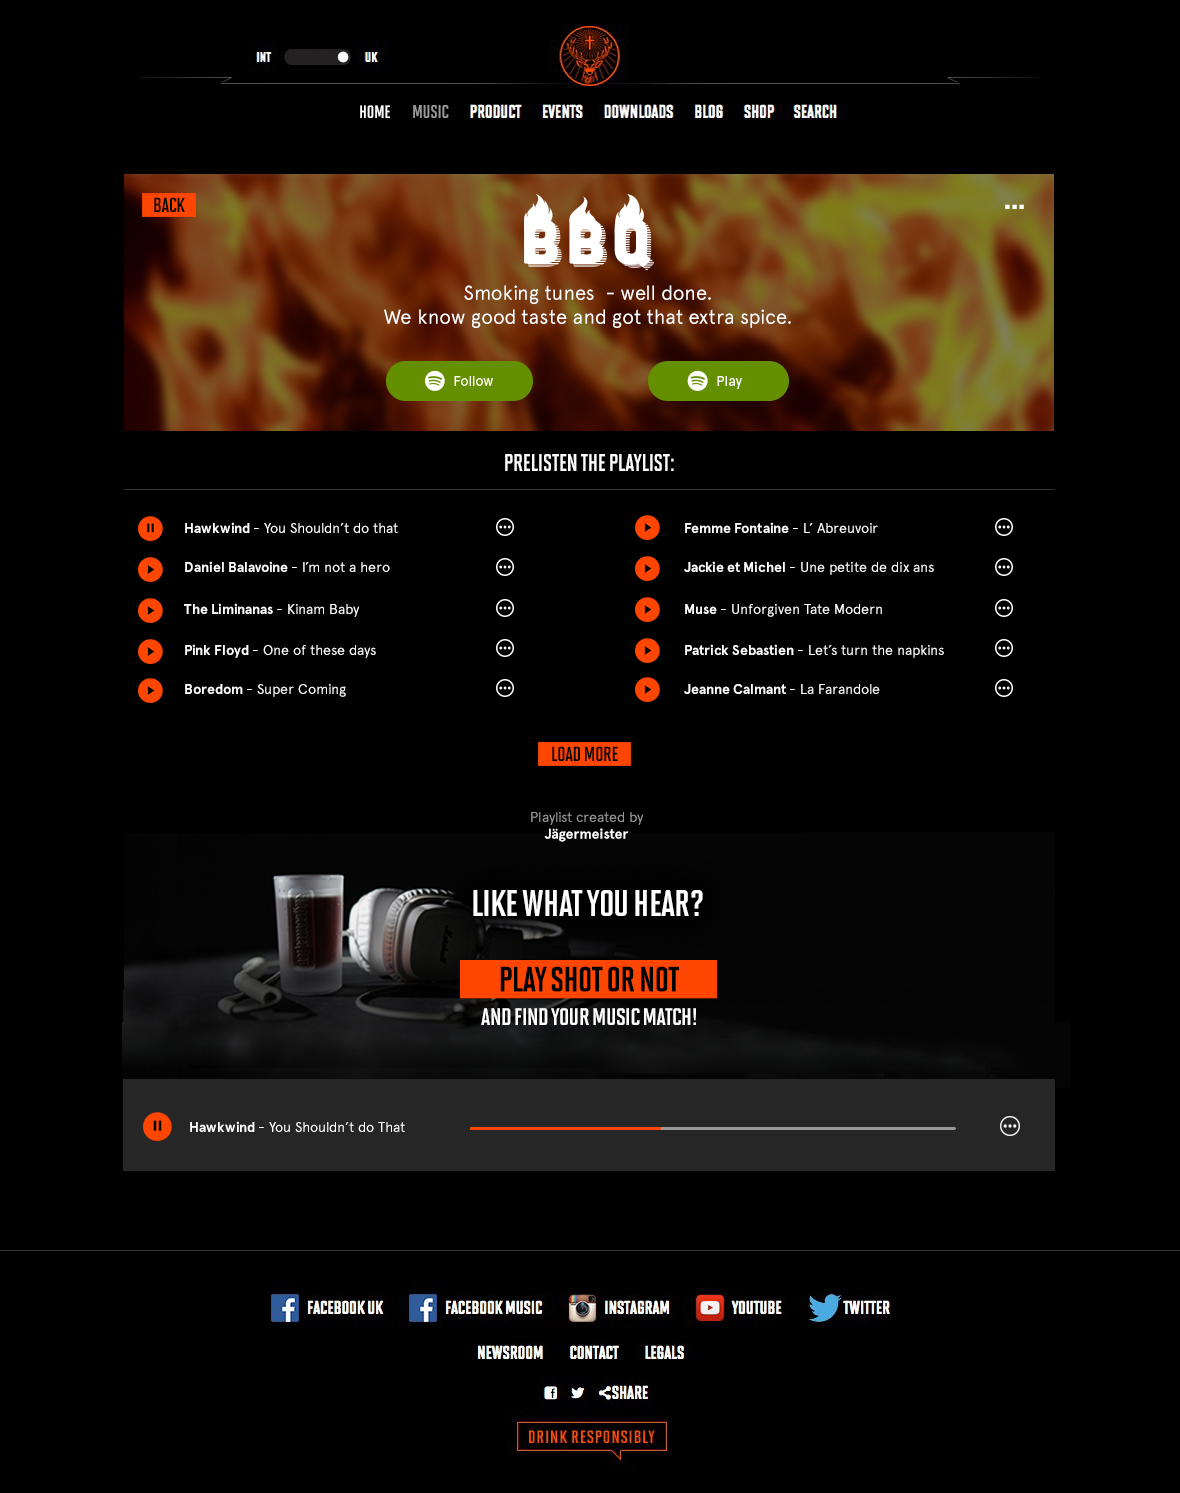 INT UK
HOME MUSIC PRODUCT EVENTS DOWNLOADS BLOG SHOP SEARCH
BACK
BBQ
Smoking tunes - well done.
We know good taste and got that extra spice.
Follow Play
PRELISTEN THE PLAYLIST:
Hawkwind - You Shouldn’t do that
Daniel Balavoine - I’m not a hero
The Liminanas - Kinam Baby
Pink Floyd - One of these days
Boredom - Super Coming
Femme Fontaine - L’ Abreuvoir
Jackie et Michel - Une petite de dix ans
Muse - Unforgiven Tate Modern
Patrick Sebastien - Let’s turn the napkins
Jeanne Calmant - La Farandole
LOAD MORE
Playlist created by
Jägermeister
LIKE WHAT YOU HEAR?
PLAY SHOT OR NOT
AND FIND YOUR MUSIC MATCH!
Hawkwind - You Shouldn’t do That
FACEBOOK UK FACEBOOK MUSIC INSTAGRAM YOUTUBE TWITTER
NEWSROOM CONTACT LEGALS
SHARE
DRINK RESPONSIBLY